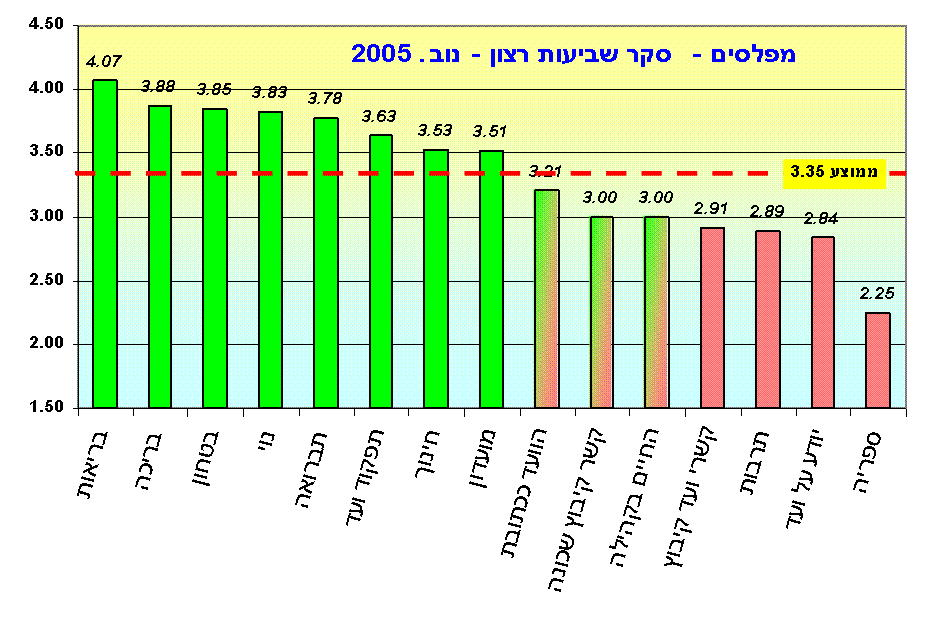 מפלסים - סקר שביעות רצון - נוב. 2005
4.50
4.00
3.50
3.00
2.50
2.00
1.50
4.07
3.88
3.85
3.83
3.78
3.63
3.53
3.51
3.21
3.00
3.00
2.91
2.89
2.84
2.25
ממוצע 3.35
בריאות
בריכה
בטחון
נוי
תברואה
תפקוד ועד
חינוך
מועדון
הוועד ככתובת
קשר קיבוץ שכונה
החיים בקהילה
קשרי ועד קיבוץ
תרבות
יודע על ועד
ספריה